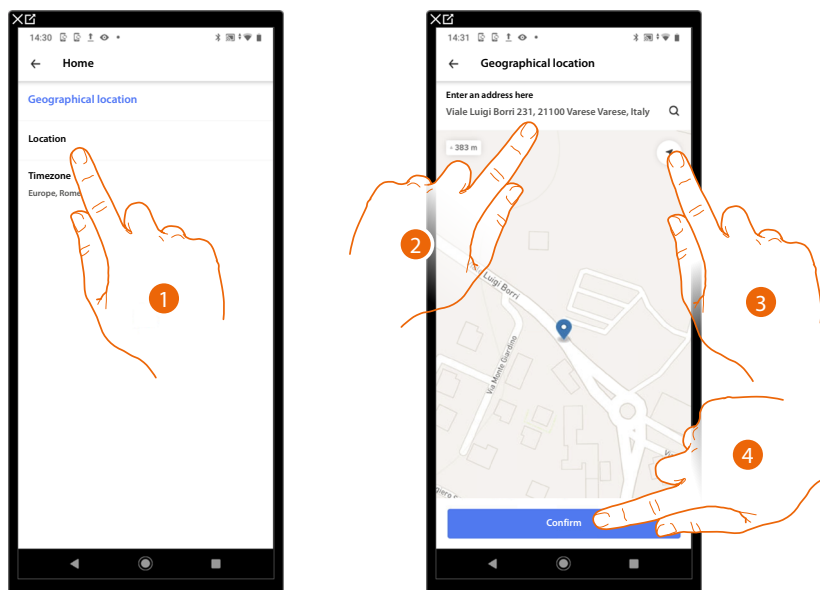 14:30
Home
Geographical location
Location
Timezone
Europe, Rome
1
14:31
Geographical location
Enter an address here
Viale Luigi Borri 231, 21100 Varese Varese, Italy
383 m
2
Luigi Borri
3
Via Monte Giardino
4
Confirm